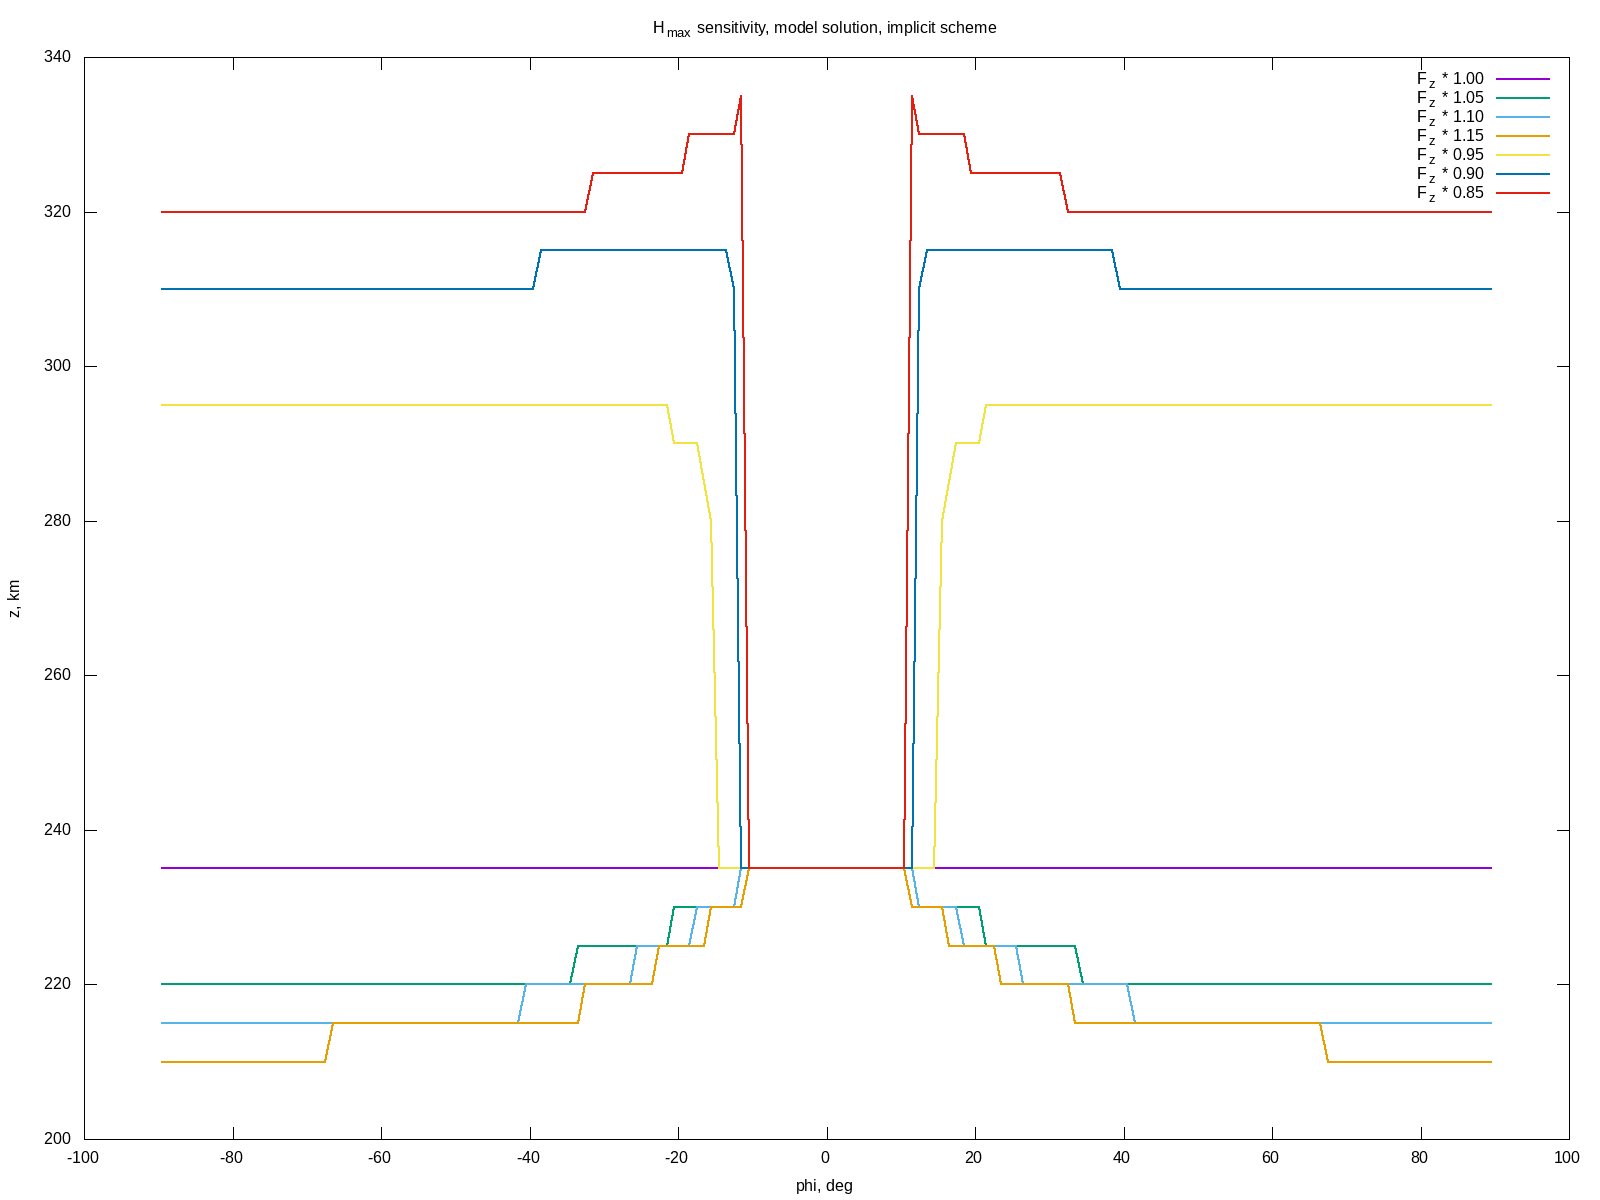 H max sensitivity, model solution, implicit scheme
340
320
300
280
260
240
220
200
z, km
F z * 1.00
F z * 1.05
F z * 1.10
F z * 1.15
F z * 0.95
F z * 0.90
F z * 0.85
-100 -80 -60 -40 -20 0 20 40 60 80 100
phi, deg